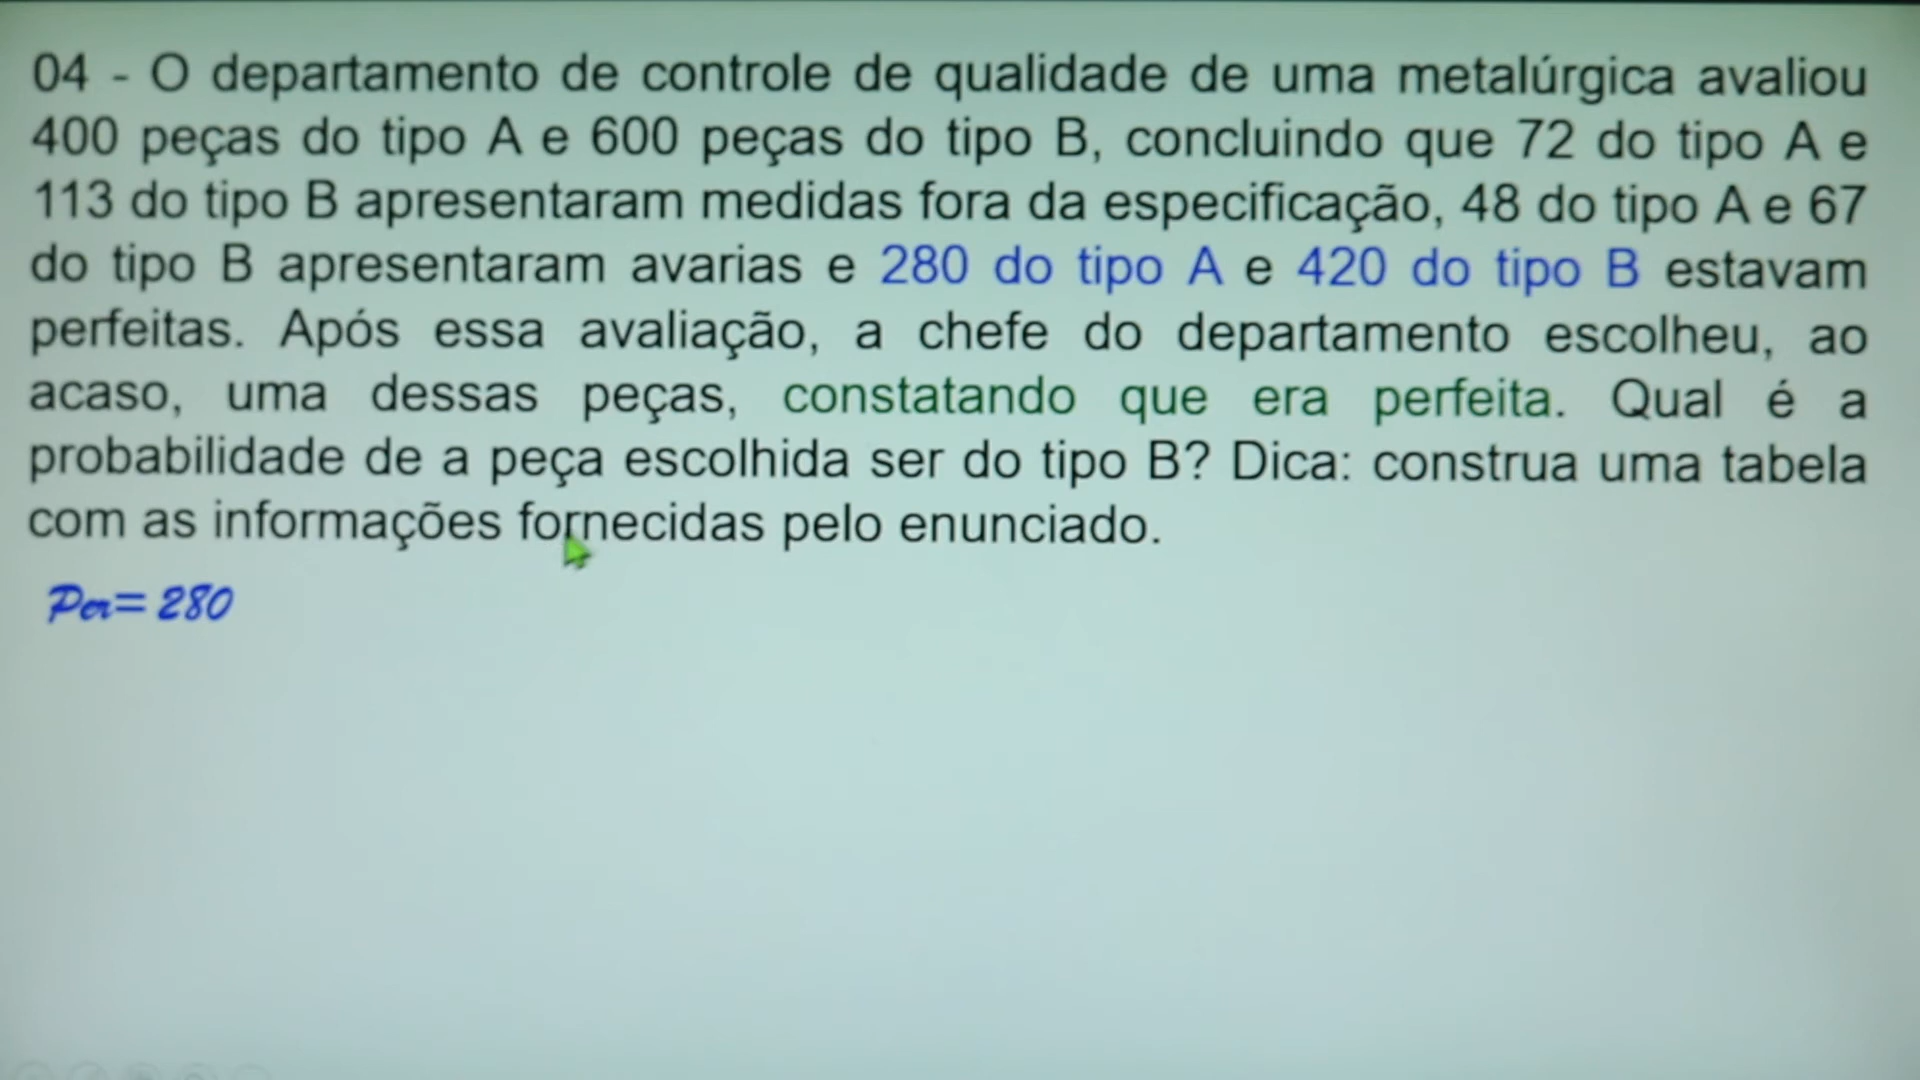 04 - O departamento de controle de qualidade de uma metalúrgica avaliou
400 peças do tipo A e 600 peças do tipo B, concluindo que 72 do tipo A e
113 do tipo B apresentaram medidas fora da especificação, 48 do tipo A e 67
do tipo B apresentaram avarias e 280 do tipo A e 420 do tipo B estavam
perfeitas. Após essa avaliação, a chefe do departamento escolheu, ao
acaso, uma dessas peças, constatando que era perfeita. Qual é a
probabilidade de a peça escolhida ser do tipo B? Dica: construa uma tabela
com as informações fornecidas pelo enunciado.
Per= 280